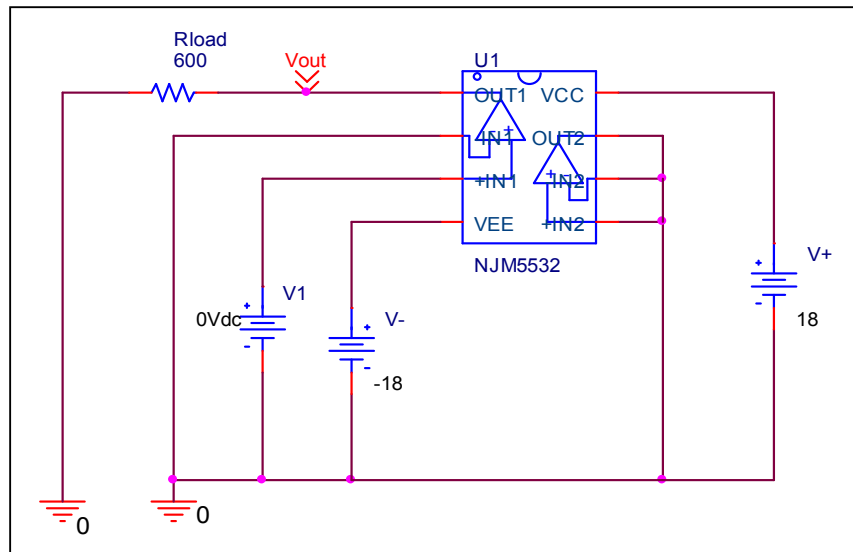 Rload
600
Vout
U1
OUT1
VCC
-IN1
+
OUT2
+IN1
+
-IN2
VEE
+IN2
NJM5532
V1
+
0Vdc
-
V-
+
-18
-
V+
+
-
18
0
0